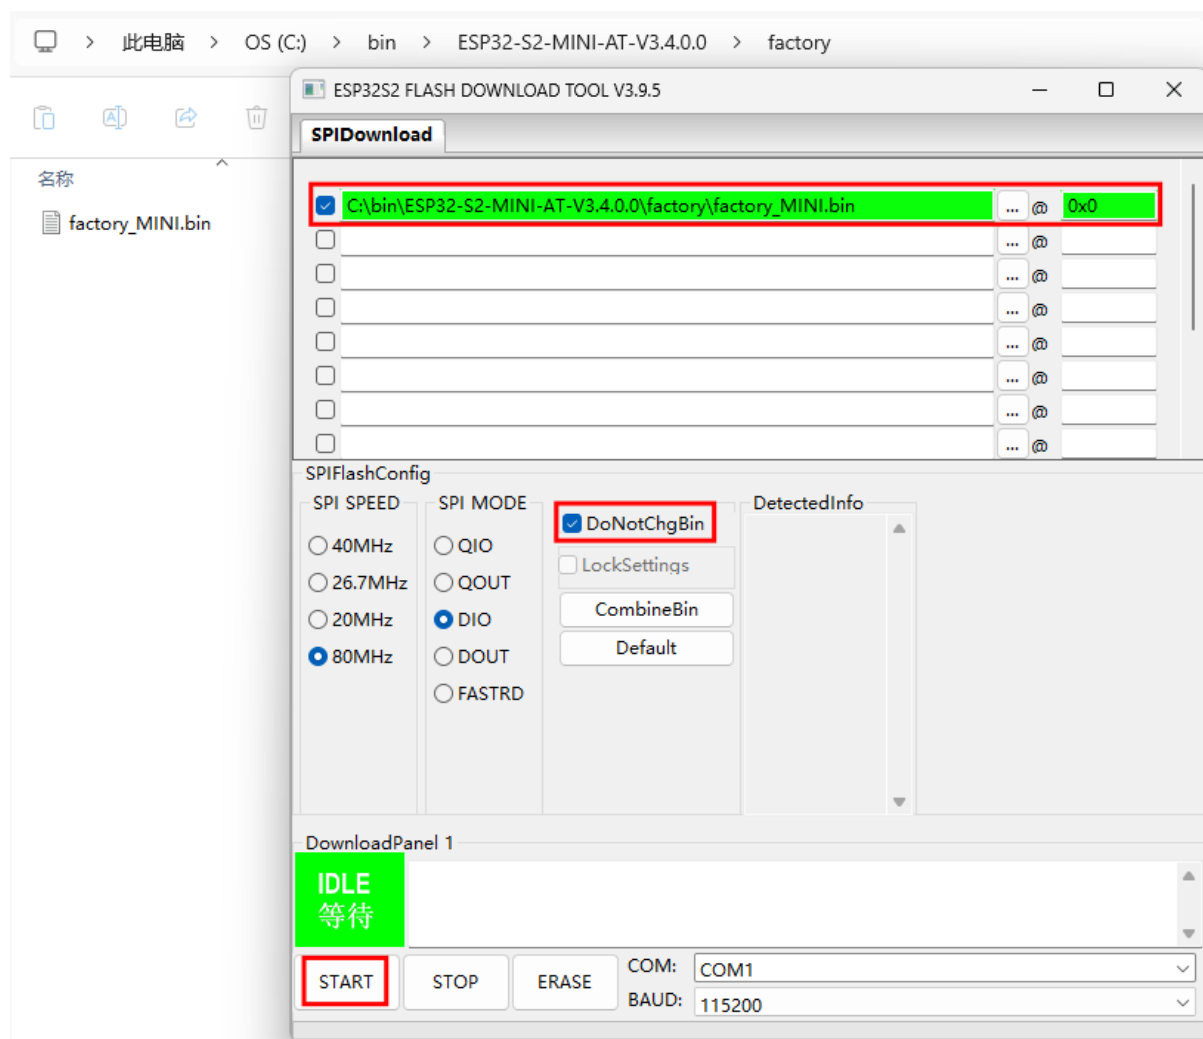 此电脑 > OS (C:) > bin > ESP32-S2-MINI-AT-V3.4.0.0 > factory
ESP32S2 FLASH DOWNLOAD TOOL V3.9.5
SPIDownload
名称
factory_MINI.bin
C:\bin\ESP32-S2-MINI-AT-V3.4.0.0\factory\factory_MINI.bin ... @ 0x0
... @
... @
... @
... @
... @
... @
... @
SPIFlashConfig
SPI SPEED
40MHz
26.7MHz
20MHz
80MHz
SPI MODE
QIO
QOUT
DIO
DOUT
FASTRD
DoNotChgBin
LockSettings
CombineBin
Default
DetectedInfo
DownloadPanel 1
IDLE
等待
START STOP ERASE
COM: COM1
BAUD: 115200